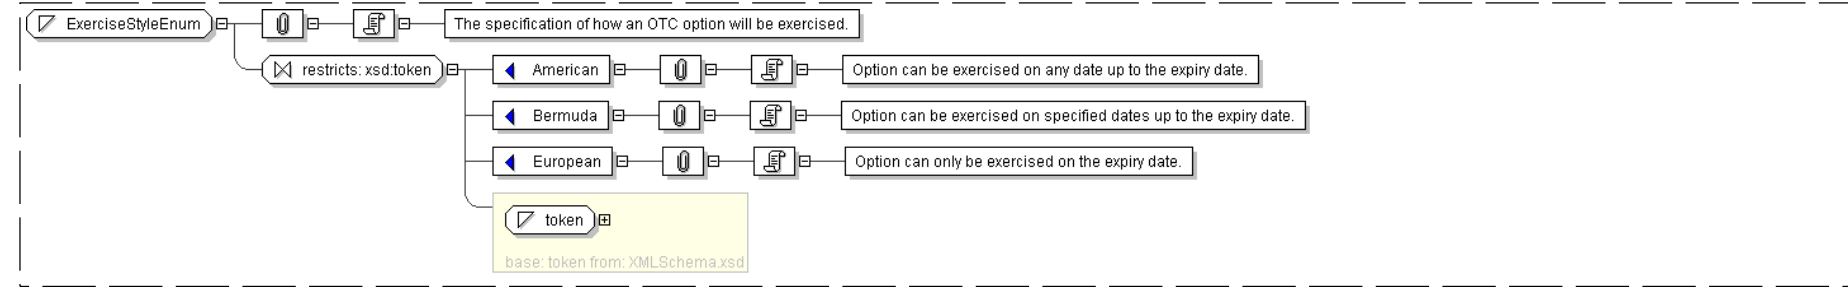 ExerciseStyleEnum The specification of how an OTC option will be exercised.
restricts: xsd:token American Option can be exercised on any date up to the expiry date.
Bermuda Option can be exercised on specified dates up to the expiry date.
European Option can only be exercised on the expiry date.
token
base: token from: XMLSchema.xsd